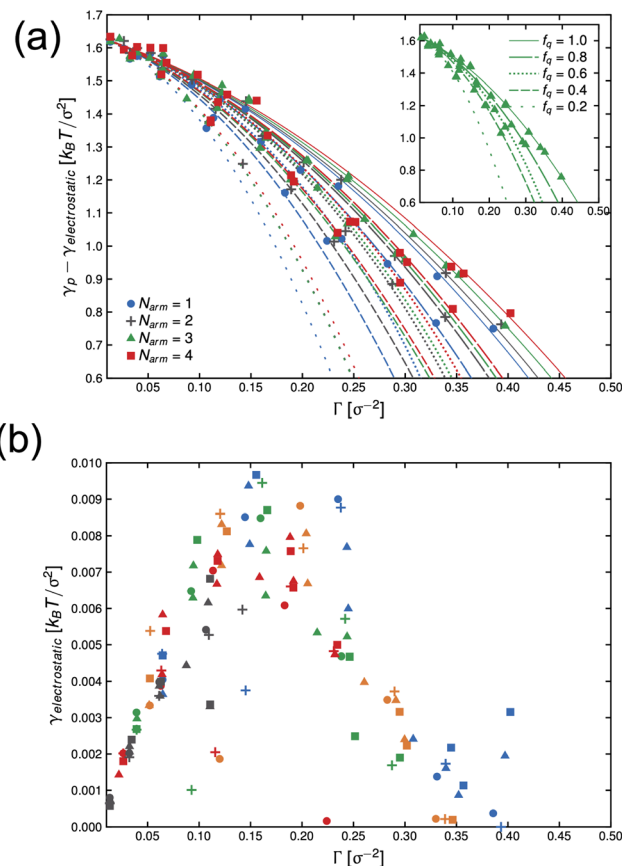 (a)
1.7
1.6
1.5
1.4
1.3
1.2
1.1
1.0
0.9
0.8
0.7
0.6
γp − γelectrostatic [kBT/σ²]
0.05 0.10 0.15 0.20 0.25 0.30 0.35 0.40 0.45 0.50
Γ [σ⁻²]
Narm = 1
Narm = 2
Narm = 3
Narm = 4
1.6
1.4
1.2
1.0
0.8
0.6
0.10 0.20 0.30 0.40 0.50
fq = 1.0
fq = 0.8
fq = 0.6
fq = 0.4
fq = 0.2
(b)
0.010
0.009
0.008
0.007
0.006
0.005
0.004
0.003
0.002
0.001
0.000
γelectrostatic [kBT/σ²]
0.05 0.10 0.15 0.20 0.25 0.30 0.35 0.40 0.45 0.50
Γ [σ⁻²]